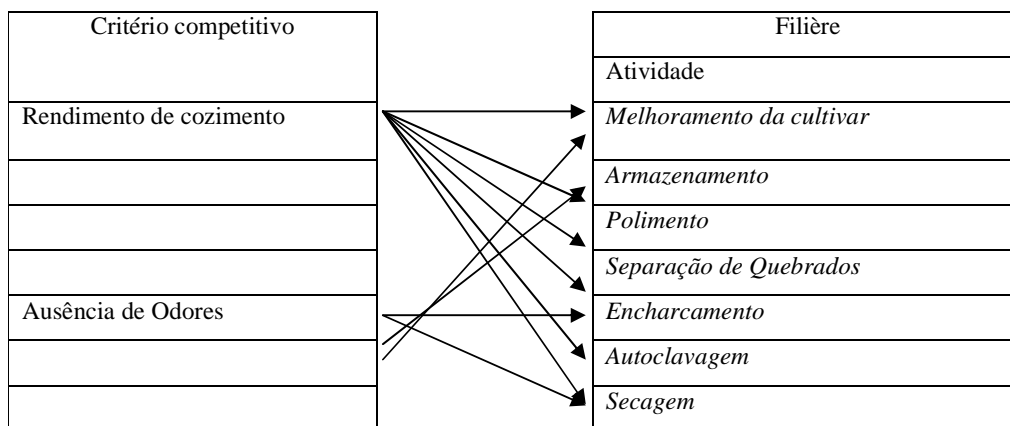 Critério competitivo
Filière
Atividade
Rendimento de cozimento
Melhoramento da cultivar
Armazenamento
Polimento
Separação de Quebrados
Ausência de Odores
Encharcamento
Autoclavagem
Secagem